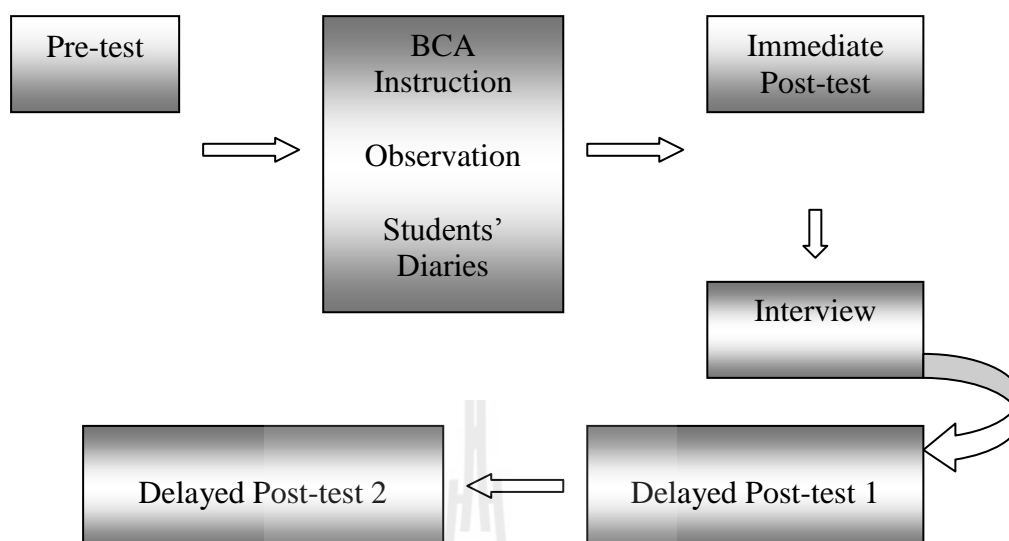 Pre-test
BCA
Instruction
Observation
Students’
Diaries
Immediate
Post-test
Interview
Delayed Post-test 1
Delayed Post-test 2